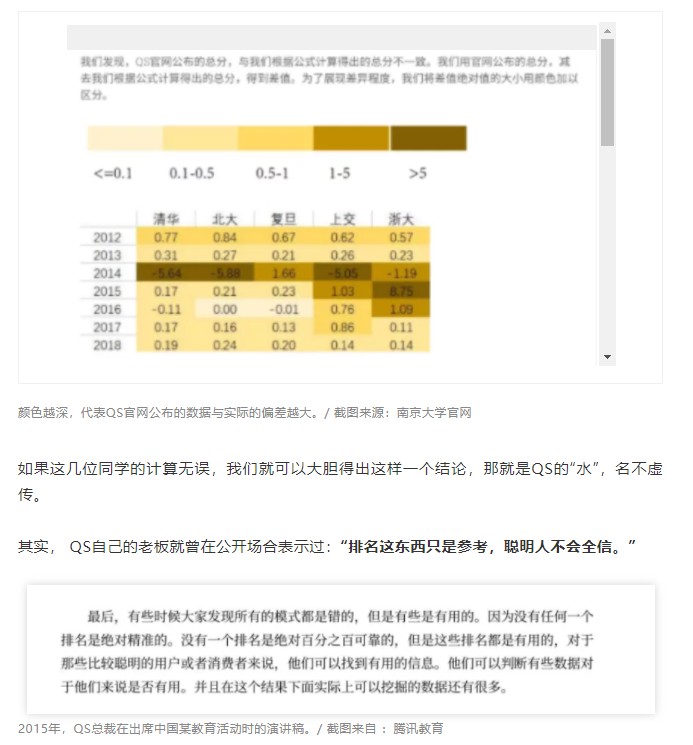 我们发现，QS官网公布的总分，与我们根据公式计算得出的总分不一致。我们用官网公布的总分，减
去我们根据公式计算得出的总分，得到差值。为了展现差异程度，我们将差值绝对值的大小用颜色加以
区分。
<=0.1 0.1-0.5 0.5-1 1-5 >5
清华 北大 复旦 上交 浙大
2012 0.77 0.84 0.67 0.62 0.57
2013 0.31 0.27 0.21 0.26 0.23
2014 -5.64 -5.88 1.66 -5.05 -1.19
2015 0.17 0.21 0.23 1.03 8.75
2016 -0.11 0.00 -0.01 0.76 1.09
2017 0.17 0.16 0.13 0.86 0.11
2018 0.19 0.24 0.20 0.14 0.14
颜色越深，代表QS官网公布的数据与实际的偏差越大。/ 截图来源：南京大学官网
如果这几位同学的计算无误，我们就可以大胆得出这样一个结论，那就是QS的“水”，名不虚
传。
其实， QS自己的老板就曾在公开场合表示过：“排名这东西只是参考，聪明人不会全信。”
最后，有些时候大家发现所有的模式都是错的，但是有些是有用的。因为没有任何一个
排名是绝对精准的。没有一个排名是绝对百分之百可靠的，但是这些排名都是有用的，对于
那些比较聪明的用户或者消费者来说，他们可以找到有用的信息。他们可以判断有些数据对
于他们来说是否有用。并且在这个结果下面实际上可以挖掘的数据还有很多。
2015年，QS总裁在出席中国某教育活动时的演讲稿。/ 截图来自 ：腾讯教育